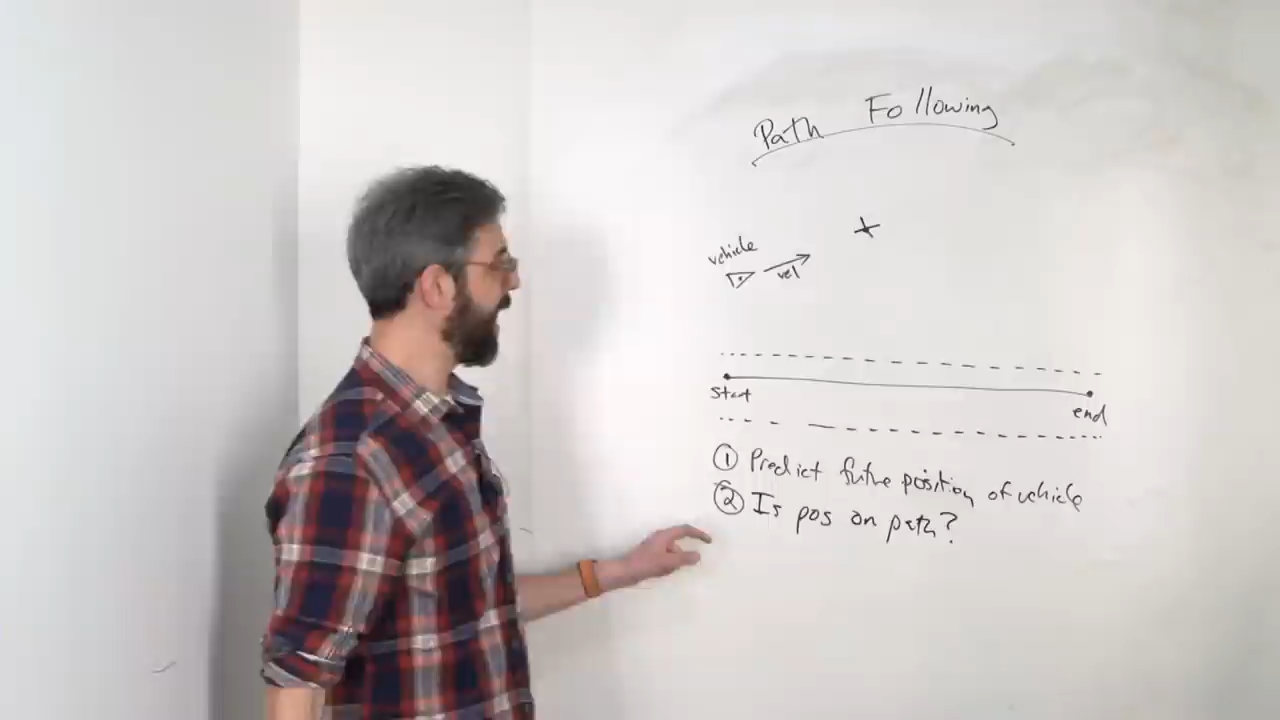 Path Following
vehicle
vel
start
end
① Predict future position of vehicle
② Is pos on path?